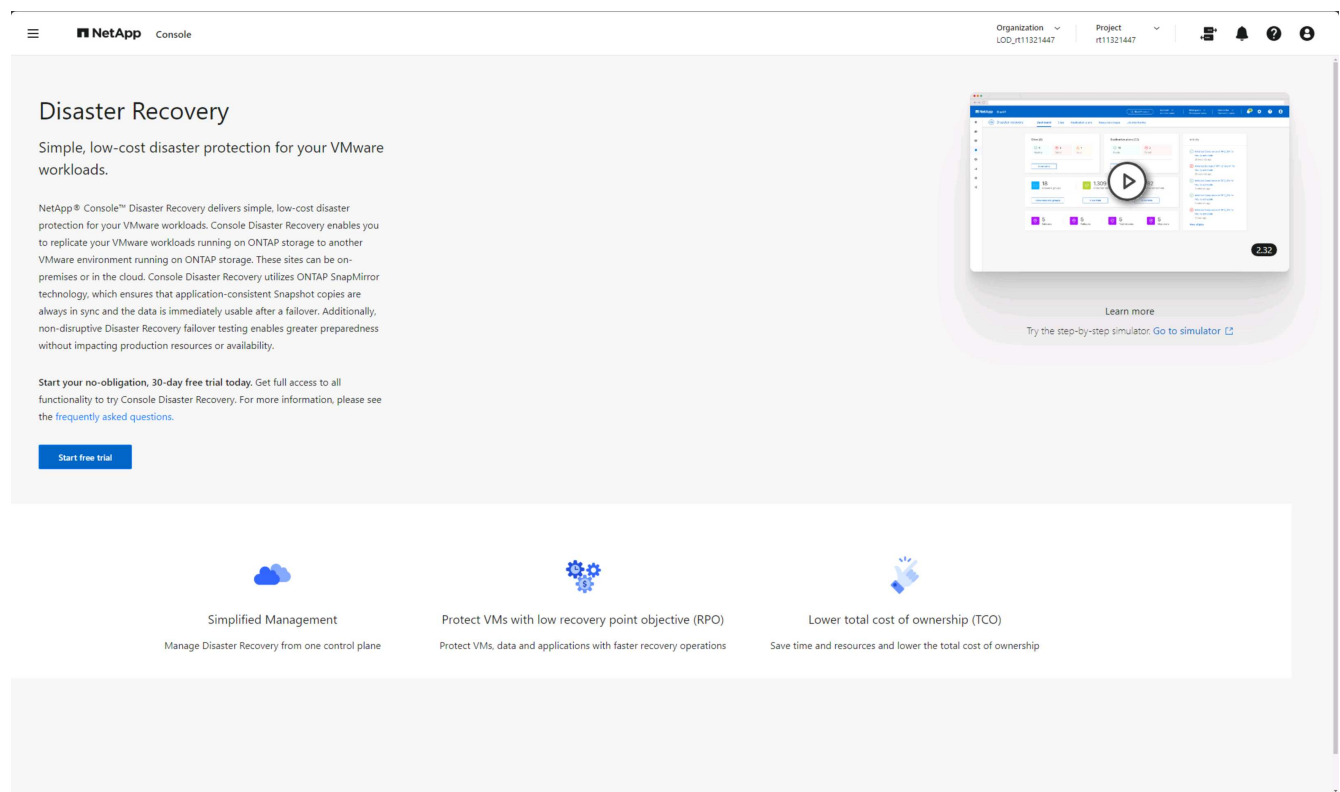 NetApp Console
Organization
LOD_rt11321447
Project
rt11321447
Disaster Recovery
Simple, low-cost disaster protection for your VMware
workloads.
NetApp® Console™ Disaster Recovery delivers simple, low-cost disaster
protection for your VMware workloads. Console Disaster Recovery enables you
to replicate your VMware workloads running on ONTAP storage to another
VMware environment running on ONTAP storage. These sites can be on-
premises or in the cloud. Console Disaster Recovery utilizes ONTAP SnapMirror
technology, which ensures that application-consistent Snapshot copies are
always in sync and the data is immediately usable after a failover. Additionally,
non-disruptive Disaster Recovery failover testing enables greater preparedness
without impacting production resources or availability.
Start your no-obligation, 30-day free trial today. Get full access to all
functionality to try Console Disaster Recovery. For more information, please see
the frequently asked questions.
Start free trial
2.32
Learn more
Try the step-by-step simulator. Go to simulator
Simplified Management
Manage Disaster Recovery from one control plane
Protect VMs with low recovery point objective (RPO)
Protect VMs, data and applications with faster recovery operations
Lower total cost of ownership (TCO)
Save time and resources and lower the total cost of ownership